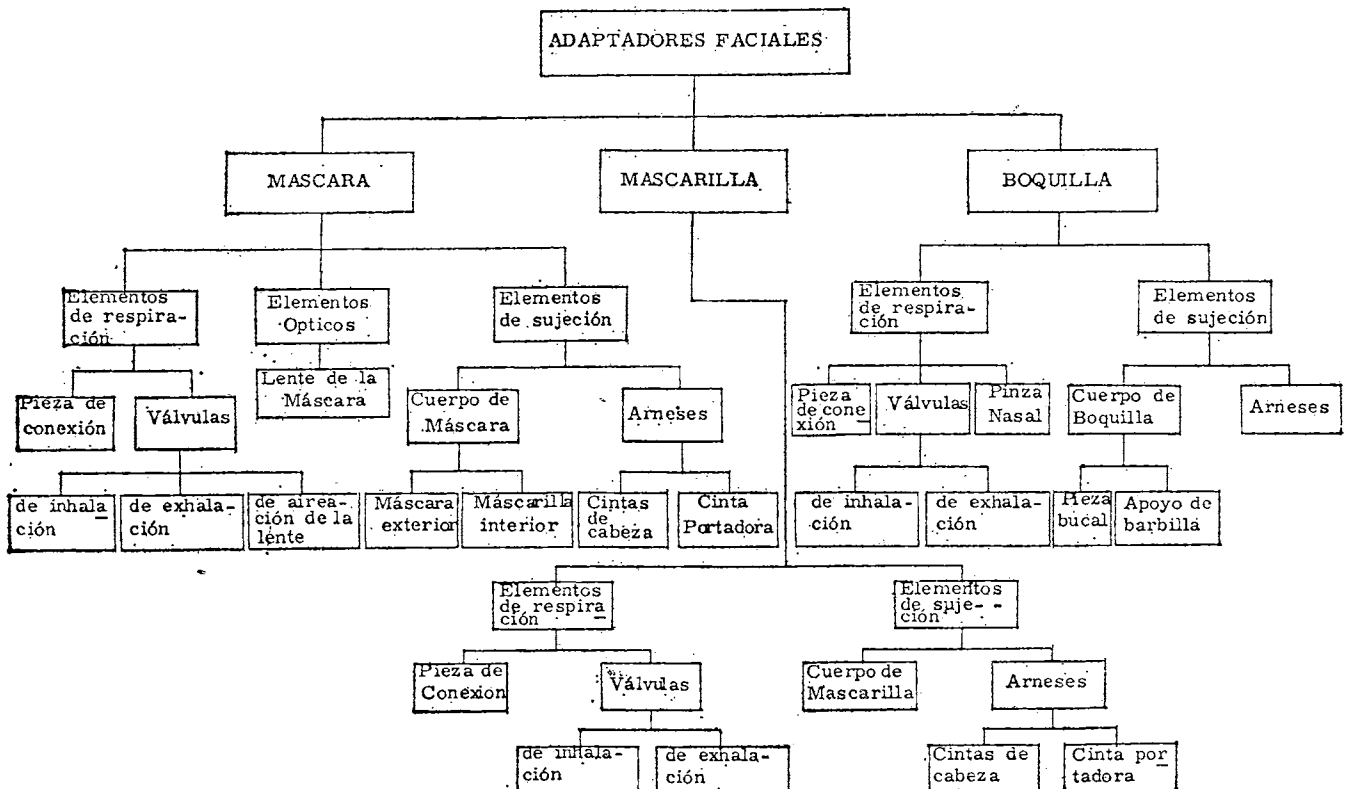 ADAPTADORES FACIALES
MASCARA
MASCARILLA
BOQUILLA
Elementos
de respira-
ción
Elementos
Opticos
Elementos
de sujeción
Elementos
de respira-
ción
Elementos
de sujeción
Pieza de
conexión
Válvulas
Lente de la
Máscara
Cuerpo de
Máscara
Arneses
Pieza
de cone
xión
Válvulas
Pinza
Nasal
Cuerpo de
Boquilla
Arneses
de inhala
ción
de exhala-
ción
de airea-
ción de la
lente
Máscara
exterior
Máscarilla
interior
Cintas
de
cabeza
Cinta
Portadora
de inhala-
ción
de exhala-
ción
Pieza
bucal
Apoyo de
barbilla
Elementos
de respira
ción
Elementos
de suje- -
ción
Pieza de
Conexion
Válvulas
Cuerpo de
Mascarilla
Arneses
de inhala-
ción
de exhala-
ción
Cintas de
cabeza
Cinta por
tadora